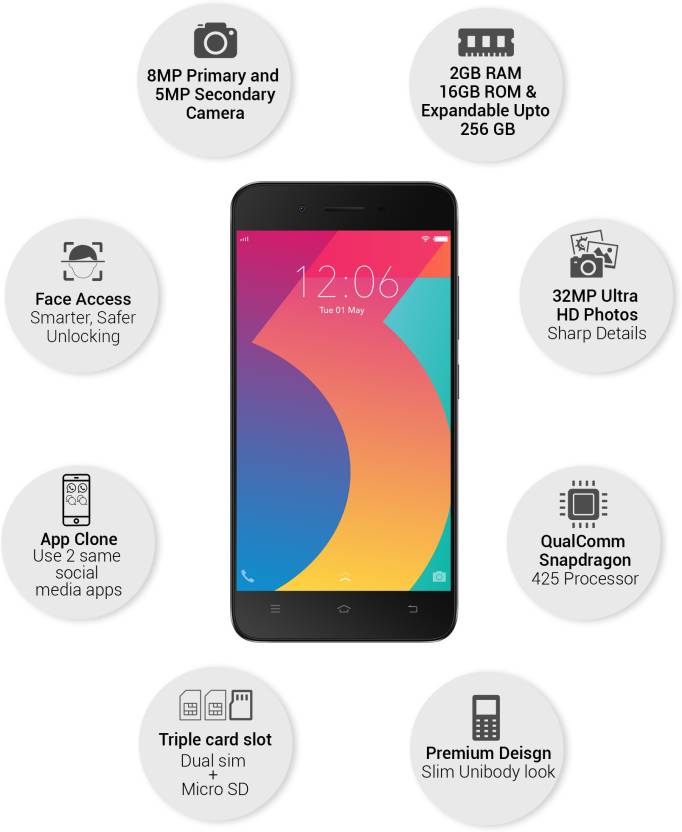 8MP Primary and
5MP Secondary
Camera
2GB RAM
16GB ROM &
Expandable Upto
256 GB
Face Access
Smarter, Safer
Unlocking
12:06
Tue 01 May
32MP Ultra
HD Photos
Sharp Details
App Clone
Use 2 same
social
media apps
QualComm
Snapdragon
425 Processor
Triple card slot
Dual sim
+
Micro SD
Premium Deisgn
Slim Unibody look